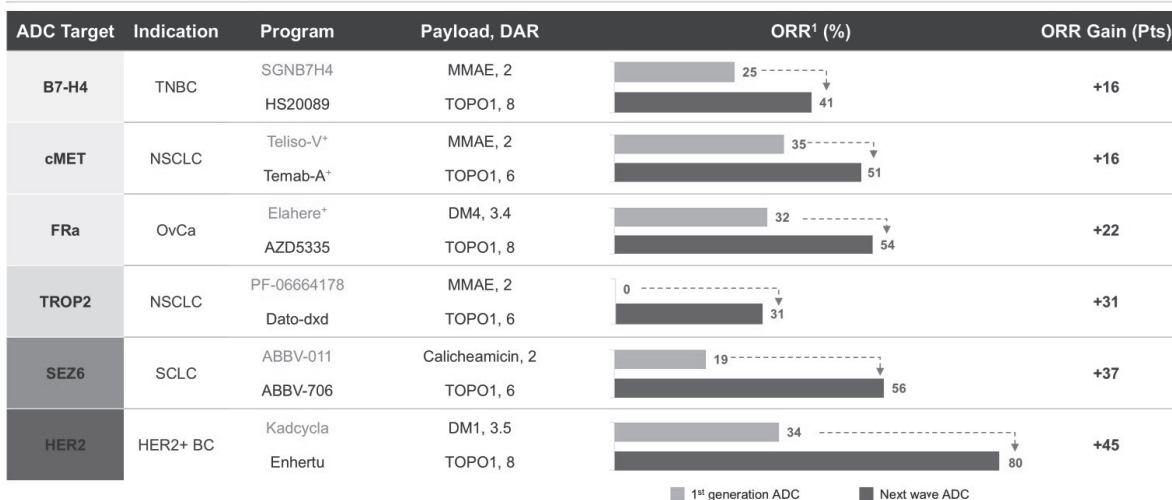 ADC Target Indication Program Payload, DAR ORR¹ (%) ORR Gain (Pts)
B7-H4 TNBC SGNB7H4 MMAE, 2 25 +16
HS20089 TOPO1, 8 41
cMET NSCLC Teliso-V⁺ MMAE, 2 35 +16
Temab-A⁺ TOPO1, 6 51
FRa OvCa Elahere⁺ DM4, 3.4 32 +22
AZD5335 TOPO1, 8 54
TROP2 NSCLC PF-06664178 MMAE, 2 0 +31
Dato-dxd TOPO1, 6 31
SEZ6 SCLC ABBV-011 Calicheamicin, 2 19 +37
ABBV-706 TOPO1, 6 56
HER2 HER2+ BC Kadcycla DM1, 3.5 34 +45
Enhertu TOPO1, 8 80
1st generation ADC Next wave ADC